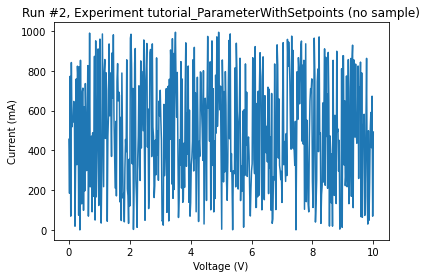 Run #2, Experiment tutorial_ParameterWithSetpoints (no sample)
1000
800
600
400
200
0
Current (mA)
0 2 4 6 8 10
Voltage (V)